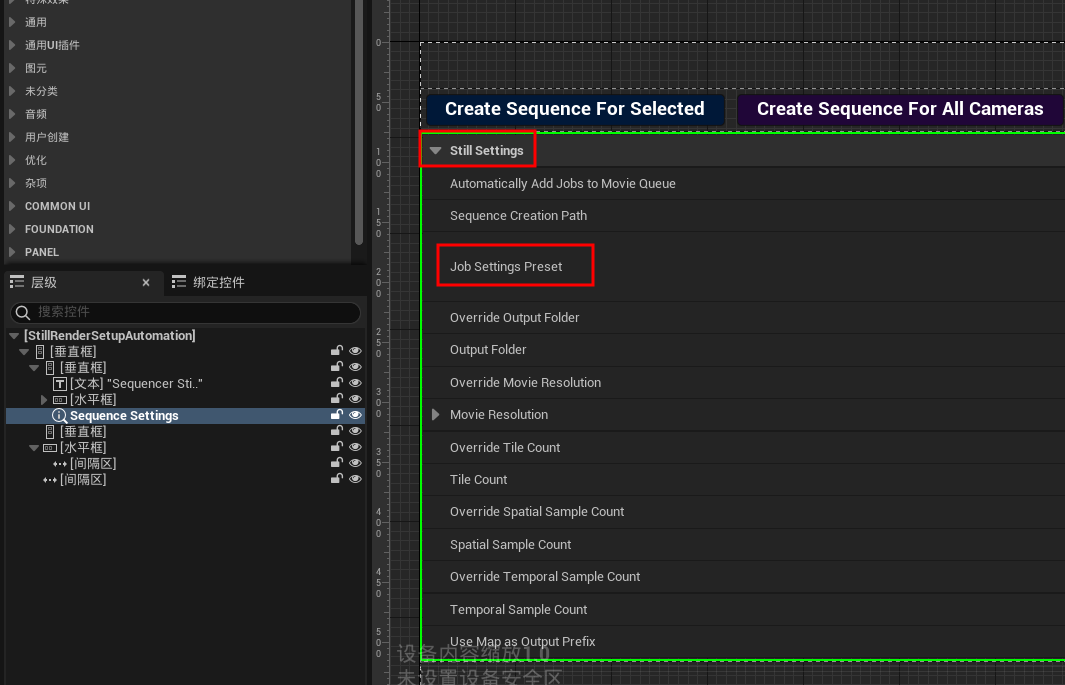 特殊效果
通用
通用UI插件
图元
未分类
音频
用户创建
优化
杂项
COMMON UI
FOUNDATION
PANEL
层级 ×
绑定控件
搜索控件
[StillRenderSetupAutomation]
[垂直框]
[垂直框]
[文本] "Sequencer Sti.."
[水平框]
Sequence Settings
[垂直框]
[水平框]
[间隔区]
[间隔区]
0
50
100
150
200
250
300
350
400
450
500
Create Sequence For Selected
Create Sequence For All Cameras
Still Settings
Automatically Add Jobs to Movie Queue
Sequence Creation Path
Job Settings Preset
Override Output Folder
Output Folder
Override Movie Resolution
Movie Resolution
Override Tile Count
Tile Count
Override Spatial Sample Count
Spatial Sample Count
Override Temporal Sample Count
Temporal Sample Count
Use Map as Output Prefix
设备内容缩放1.0
未设置设备安全区